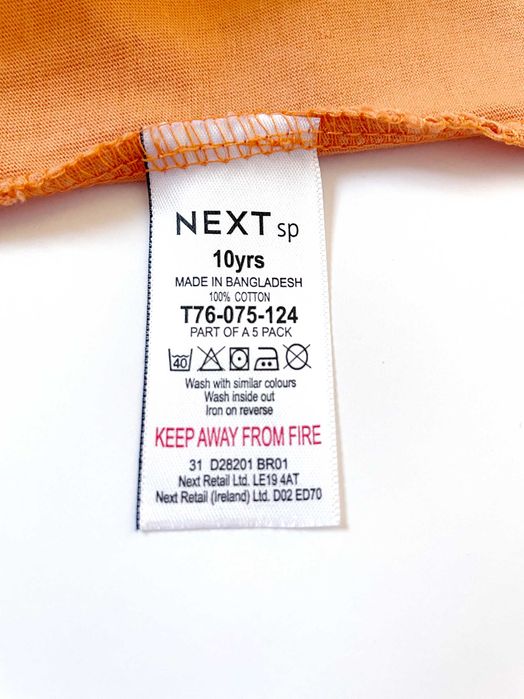 NEXT sp
10yrs
MADE IN BANGLADESH
100% COTTON
T76-075-124
PART OF A 5 PACK
40
Wash with similar colours
Wash inside out
Iron on reverse
KEEP AWAY FROM FIRE
31 D28201 BR01
Next Retail Ltd. LE19 4AT
Next Retail (Ireland) Ltd. D02 ED70